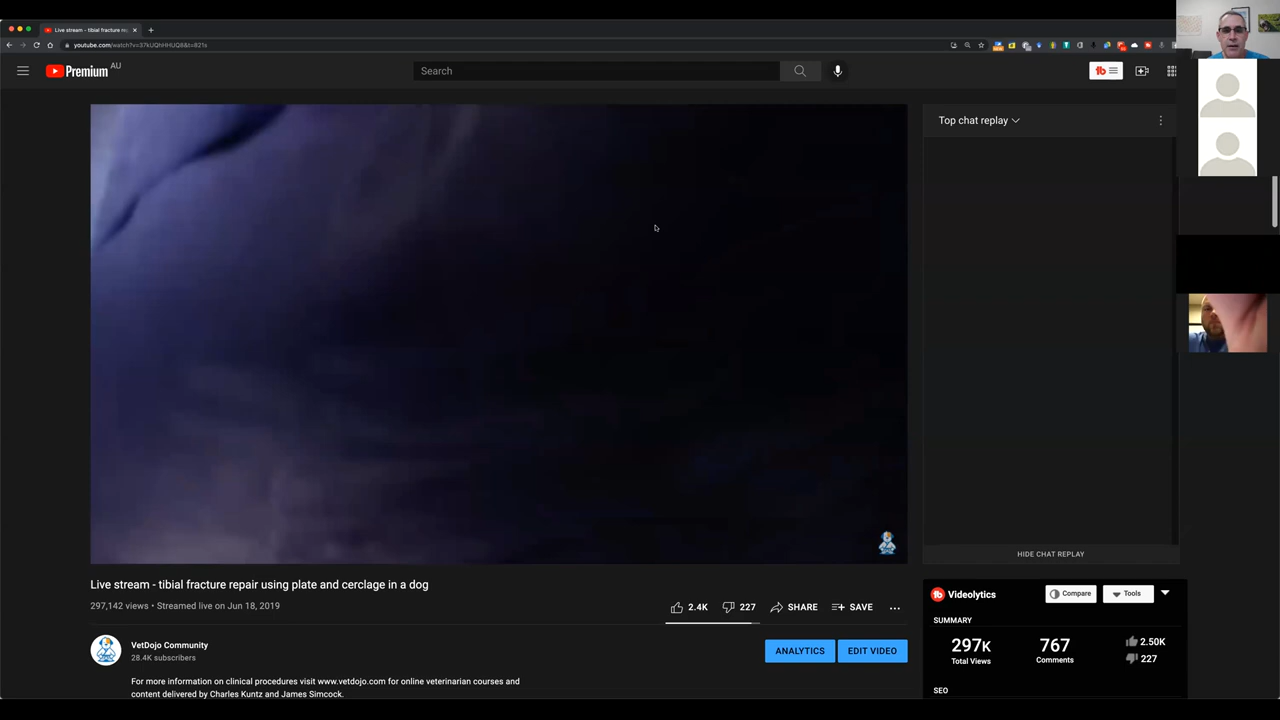 Live stream - tibial fracture re
youtube.com/watch?v=37kUQhHHUQ8&t=821s
Premium AU
Search
Top chat replay
HIDE CHAT REPLAY
Live stream - tibial fracture repair using plate and cerclage in a dog
297,142 views • Streamed live on Jun 18, 2019
2.4K 227 SHARE SAVE
VetDojo Community
28.4K subscribers
ANALYTICS EDIT VIDEO
For more information on clinical procedures visit www.vetdojo.com for online veterinarian courses and
content delivered by Charles Kuntz and James Simcock.
tb
tb Videolytics Compare Tools
SUMMARY
297K 767 2.50K
Total Views Comments 227
SEO